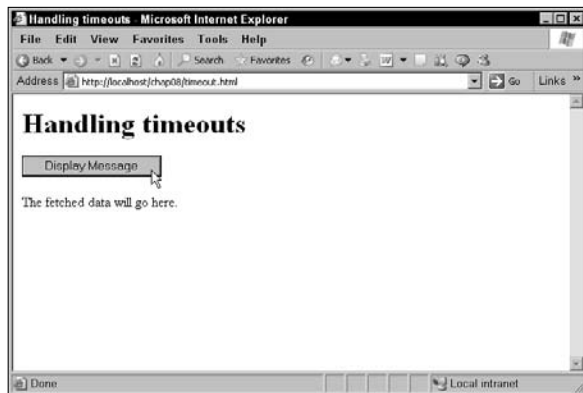 Handling timeouts - Microsoft Internet Explorer
File Edit View Favorites Tools Help
Back Search Favorites
Address http://localhost/chap08/timeout.html Go Links »
Handling timeouts
Display Message
The fetched data will go here.
Done Local intranet